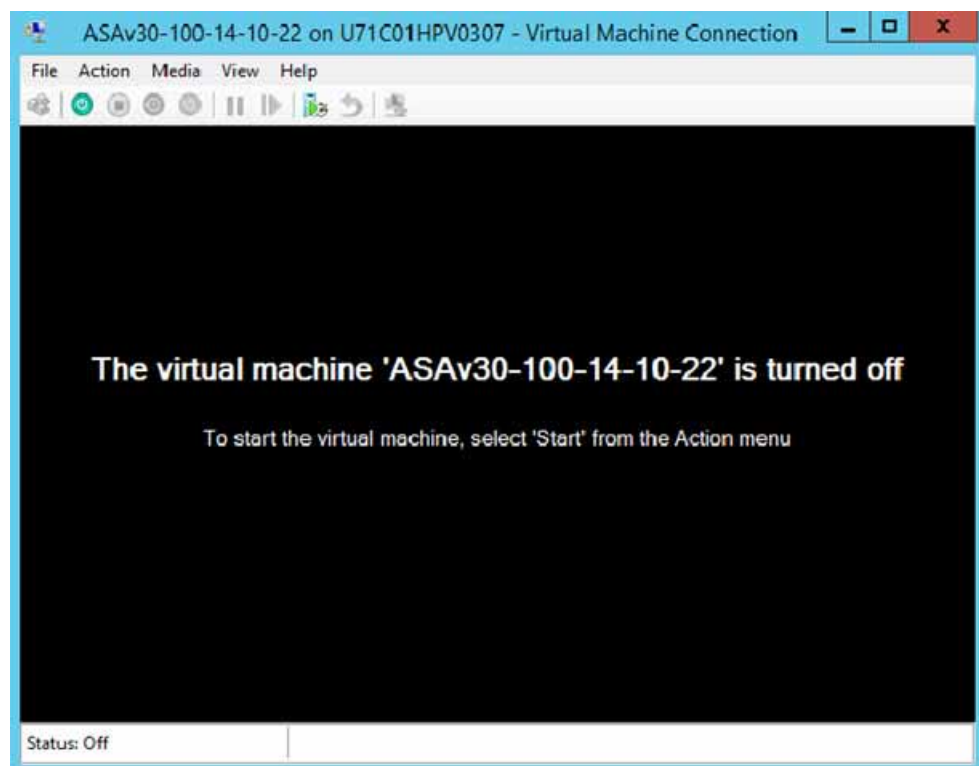 ASAv30-100-14-10-22 on U71C01HPV0307 - Virtual Machine Connection
File Action Media View Help
The virtual machine 'ASAv30-100-14-10-22' is turned off
To start the virtual machine, select 'Start' from the Action menu
Status: Off